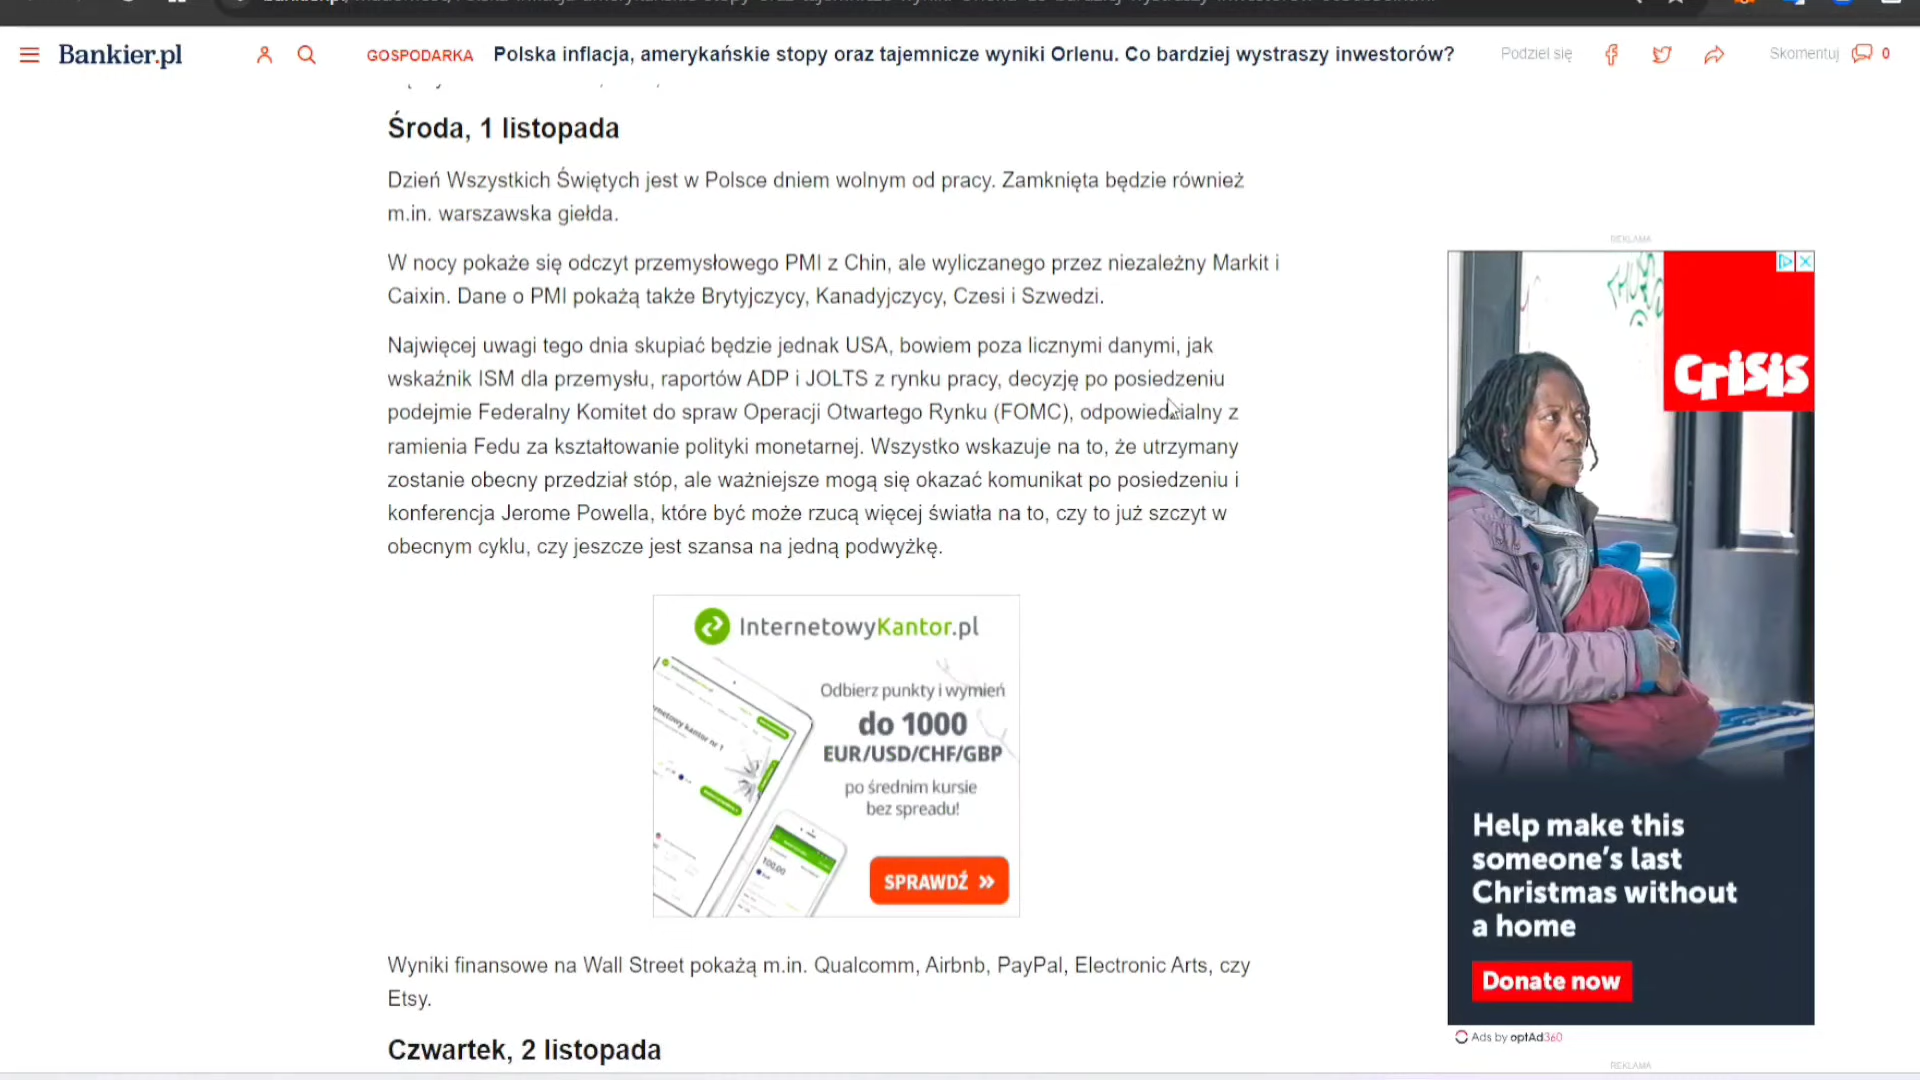 Bankier.pl
GOSPODARKA
Polska inflacja, amerykańskie stopy oraz tajemnicze wyniki Orlenu. Co bardziej wystraszy inwestorów?
Podziel się
Skomentuj
0
Środa, 1 listopada
Dzień Wszystkich Świętych jest w Polsce dniem wolnym od pracy. Zamknięta będzie również
m.in. warszawska giełda.
W nocy pokaże się odczyt przemysłowego PMI z Chin, ale wyliczanego przez niezależny Markit i
Caixin. Dane o PMI pokażą także Brytyjczycy, Kanadyjczycy, Czesi i Szwedzi.
Najwięcej uwagi tego dnia skupiać będzie jednak USA, bowiem poza licznymi danymi, jak
wskaźnik ISM dla przemysłu, raportów ADP i JOLTS z rynku pracy, decyzję po posiedzeniu
podejmie Federalny Komitet do spraw Operacji Otwartego Rynku (FOMC), odpowiedzialny z
ramienia Fedu za kształtowanie polityki monetarnej. Wszystko wskazuje na to, że utrzymany
zostanie obecny przedział stóp, ale ważniejsze mogą się okazać komunikat po posiedzeniu i
konferencja Jerome Powella, które być może rzucą więcej światła na to, czy to już szczyt w
obecnym cyklu, czy jeszcze jest szansa na jedną podwyżkę.
InternetowyKantor.pl
Odbierz punkty i wymień
do 1000
EUR/USD/CHF/GBP
po średnim kursie
bez spreadu!
100,00
SPRAWDŹ »
Wyniki finansowe na Wall Street pokażą m.in. Qualcomm, Airbnb, PayPal, Electronic Arts, czy
Etsy.
Czwartek, 2 listopada
REKLAMA
Crisis
Help make this
someone's last
Christmas without
a home
Donate now
Ads by optAd360
REKLAMA